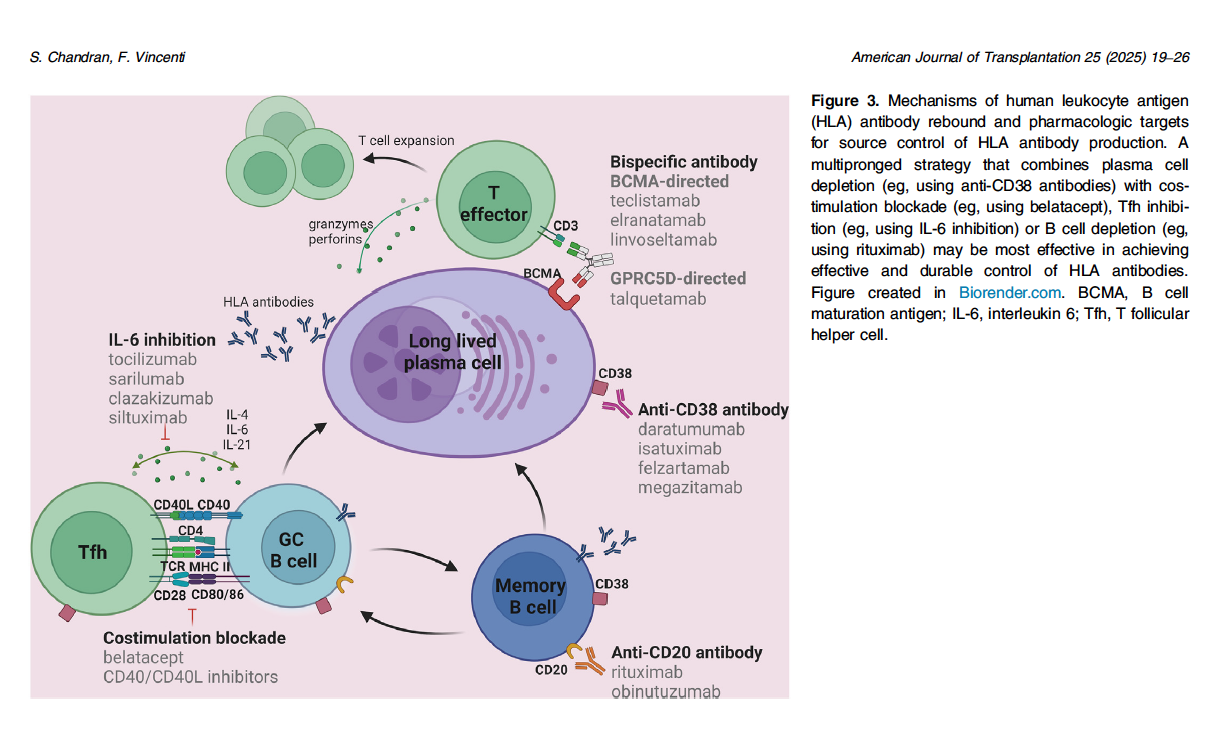 S. Chandran, F. Vincenti
American Journal of Transplantation 25 (2025) 19–26
T cell expansion
T
effector
granzymes
perforins
CD3
BCMA
Bispecific antibody
BCMA-directed
teclistamab
elranatamab
linvoseltamab
GPRC5D-directed
talquetamab
HLA antibodies
Long lived
plasma cell
IL-6 inhibition
tocilizumab
sarilumab
clazakizumab
siltuximab
IL-4
IL-6
IL-21
CD38
Anti-CD38 antibody
daratumumab
isatuximab
felzartamab
megazitamab
Tfh
CD40L CD40
CD4
TCR MHC II
CD28 CD80/86
GC
B cell
Memory
B cell
CD38
CD20
Costimulation blockade
belatacept
CD40/CD40L inhibitors
Anti-CD20 antibody
rituximab
obinutuzumab
Figure 3. Mechanisms of human leukocyte antigen
(HLA) antibody rebound and pharmacologic targets
for source control of HLA antibody production. A
multipronged strategy that combines plasma cell
depletion (eg, using anti-CD38 antibodies) with cos-
timulation blockade (eg, using belatacept), Tfh inhibi-
tion (eg, using IL-6 inhibition) or B cell depletion (eg,
using rituximab) may be most effective in achieving
effective and durable control of HLA antibodies.
Figure created in Biorender.com. BCMA, B cell
maturation antigen; IL-6, interleukin 6; Tfh, T follicular
helper cell.